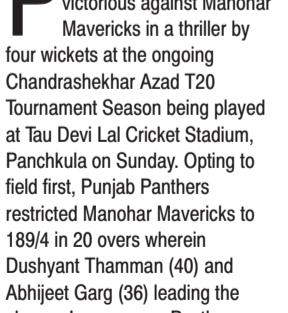 P victorious against Manohar
Mavericks in a thriller by
four wickets at the ongoing
Chandrashekhar Azad T20
Tournament Season being played
at Tau Devi Lal Cricket Stadium,
Panchkula on Sunday. Opting to
field first, Punjab Panthers
restricted Manohar Mavericks to
189/4 in 20 overs wherein
Dushyant Thamman (40) and
Abhijeet Garg (36) leading the